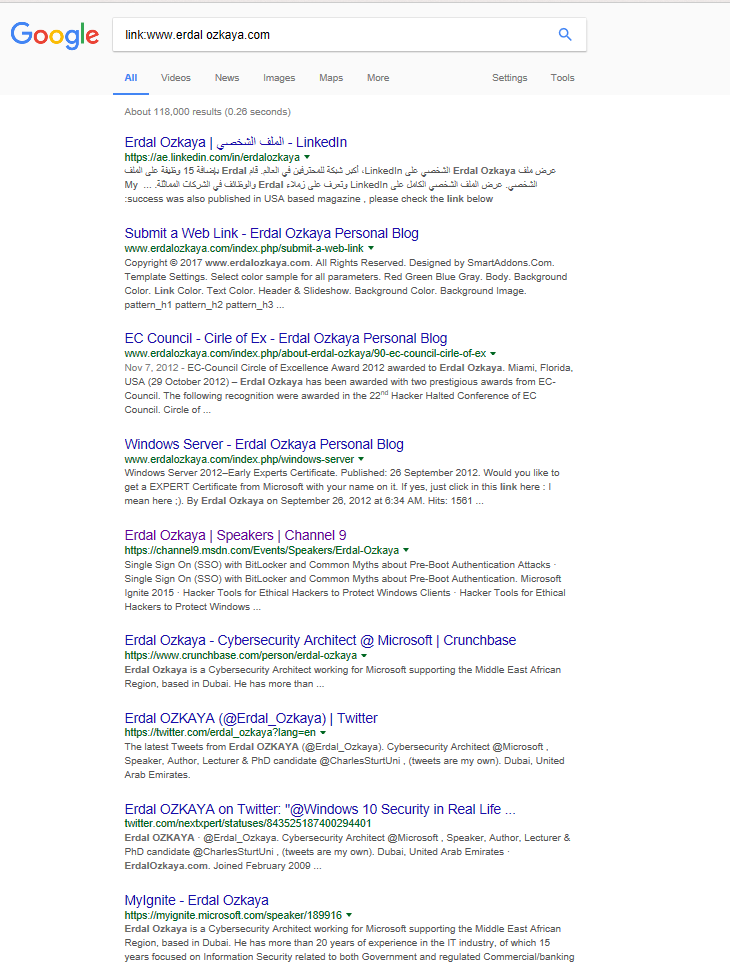 Google
link:www.erdal ozkaya.com
All Videos News Images Maps More Settings Tools
About 118,000 results (0.26 seconds)
Erdal Ozkaya | الملف الشخصي - LinkedIn
https://ae.linkedin.com/in/erdalozkaya
عرض ملف Erdal Ozkaya الشخصي على LinkedIn، أكبر شبكة للمحترفين في العالم. قام Erdal بإضافة 15 وظيفة على الملف
الشخصي. عرض الملف الشخصي الكامل على LinkedIn وتعرف على زملاء Erdal والوظائف في الشركات المماثلة. ... My
:success was also published in USA based magazine , please check the link below
Submit a Web Link - Erdal Ozkaya Personal Blog
www.erdalozkaya.com/index.php/submit-a-web-link
Copyright © 2017 www.erdalozkaya.com. All Rights Reserved. Designed by SmartAddons.Com.
Template Settings. Select color sample for all parameters. Red Green Blue Gray. Body. Background
Color. Link Color. Text Color. Header & Slideshow. Background Color. Background Image.
pattern_h1 pattern_h2 pattern_h3 ...
EC Council - Cirle of Ex - Erdal Ozkaya Personal Blog
www.erdalozkaya.com/index.php/about-erdal-ozkaya/90-ec-council-cirle-of-ex
Nov 7, 2012 - EC-Council Circle of Excellence Award 2012 awarded to Erdal Ozkaya. Miami, Florida,
USA (29 October 2012) – Erdal Ozkaya has been awarded with two prestigious awards from EC-
Council. The following recognition were awarded in the 22nd Hacker Halted Conference of EC
Council. Circle of ...
Windows Server - Erdal Ozkaya Personal Blog
www.erdalozkaya.com/index.php/windows-server
Windows Server 2012–Early Experts Certificate. Published: 26 September 2012. Would you like to
get a EXPERT Certificate from Microsoft with your name on it. If yes, just click in this link here : I
mean here ;). By Erdal Ozkaya on September 26, 2012 at 6:34 AM. Hits: 1561 ...
Erdal Ozkaya | Speakers | Channel 9
https://channel9.msdn.com/Events/Speakers/Erdal-Ozkaya
Single Sign On (SSO) with BitLocker and Common Myths about Pre-Boot Authentication Attacks ·
Single Sign On (SSO) with BitLocker and Common Myths about Pre-Boot Authentication. Microsoft
Ignite 2015 · Hacker Tools for Ethical Hackers to Protect Windows Clients · Hacker Tools for Ethical
Hackers to Protect Windows ...
Erdal Ozkaya - Cybersecurity Architect @ Microsoft | Crunchbase
https://www.crunchbase.com/person/erdal-ozkaya
Erdal Ozkaya is a Cybersecurity Architect working for Microsoft supporting the Middle East African
Region, based in Dubai. He has more than ...
Erdal OZKAYA (@Erdal_Ozkaya) | Twitter
https://twitter.com/erdal_ozkaya?lang=en
The latest Tweets from Erdal OZKAYA (@Erdal_Ozkaya). Cybersecurity Architect @Microsoft ,
Speaker, Author, Lecturer & PhD candidate @CharlesSturtUni , (tweets are my own). Dubai, United
Arab Emirates.
Erdal OZKAYA on Twitter: "@Windows 10 Security in Real Life ...
twitter.com/nextxpert/statuses/843525187400294401
Erdal OZKAYA · @Erdal_Ozkaya. Cybersecurity Architect @Microsoft , Speaker, Author, Lecturer &
PhD candidate @CharlesSturtUni , (tweets are my own). Dubai, United Arab Emirates ·
ErdalOzkaya.com. Joined February 2009 ...
MyIgnite - Erdal Ozkaya
https://myignite.microsoft.com/speaker/189916
Erdal Ozkaya is a Cybersecurity Architect working for Microsoft supporting the Middle East African
Region, based in Dubai. He has more than 20 years of experience in the IT industry, of which 15
years focused on Information Security related to both Government and regulated Commercial/banking